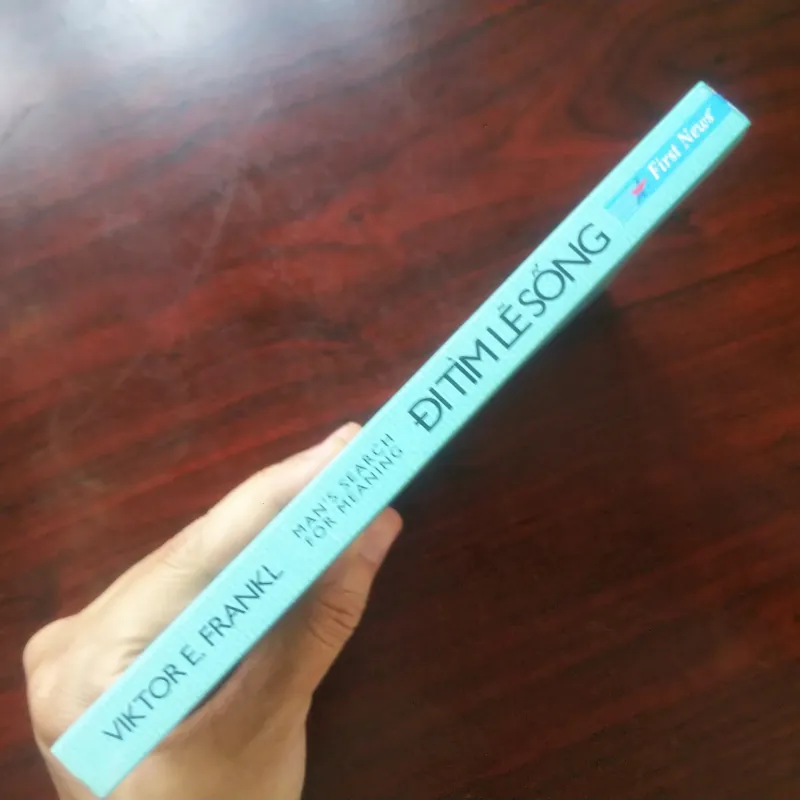 VIKTOR E. FRANKL
MAN'S SEARCH
FOR MEANING
ĐI TÌM LẼ SỐNG
First News